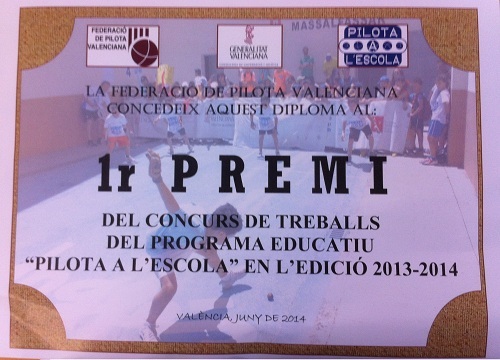 FEDERACIÓ
DE PILOTA
VALENCIANA
GENERALITAT
VALENCIANA
PILOTA
A
L'ESCOLA
MASSALFASSAR
LA FEDERACIÓ DE PILOTA VALENCIANA
CONCEDEIX AQUEST DIPLOMA AL:
1r PREMI
DEL CONCURS DE TREBALLS
DEL PROGRAMA EDUCATIU
“PILOTA A L’ESCOLA” EN L’EDICIÓ 2013-2014
VALÈNCIA, JUNY DE 2014